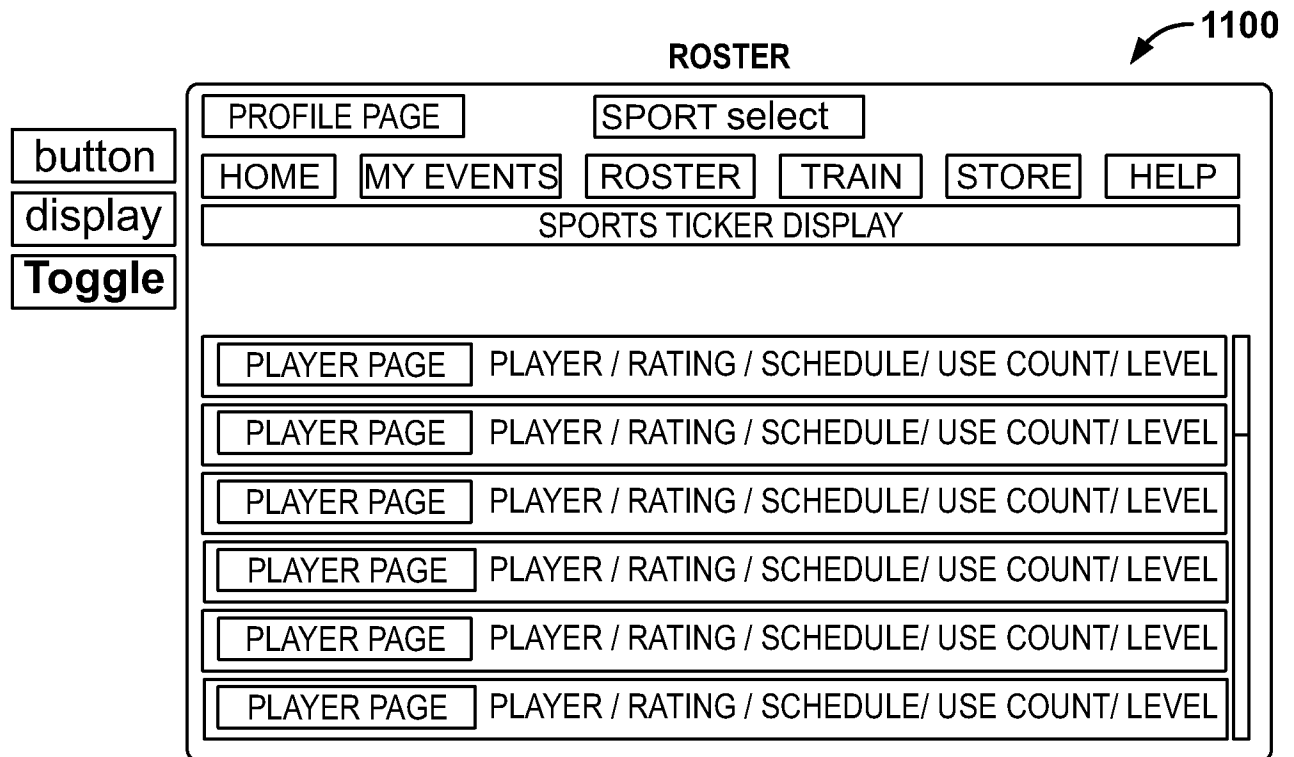 1100
ROSTER
PROFILE PAGE SPORT select
button
HOME MY EVENTS ROSTER TRAIN STORE HELP
display
SPORTS TICKER DISPLAY
Toggle
PLAYER PAGE PLAYER / RATING / SCHEDULE/ USE COUNT/ LEVEL
PLAYER PAGE PLAYER / RATING / SCHEDULE/ USE COUNT/ LEVEL
PLAYER PAGE PLAYER / RATING / SCHEDULE/ USE COUNT/ LEVEL
PLAYER PAGE PLAYER / RATING / SCHEDULE/ USE COUNT/ LEVEL
PLAYER PAGE PLAYER / RATING / SCHEDULE/ USE COUNT/ LEVEL
PLAYER PAGE PLAYER / RATING / SCHEDULE/ USE COUNT/ LEVEL